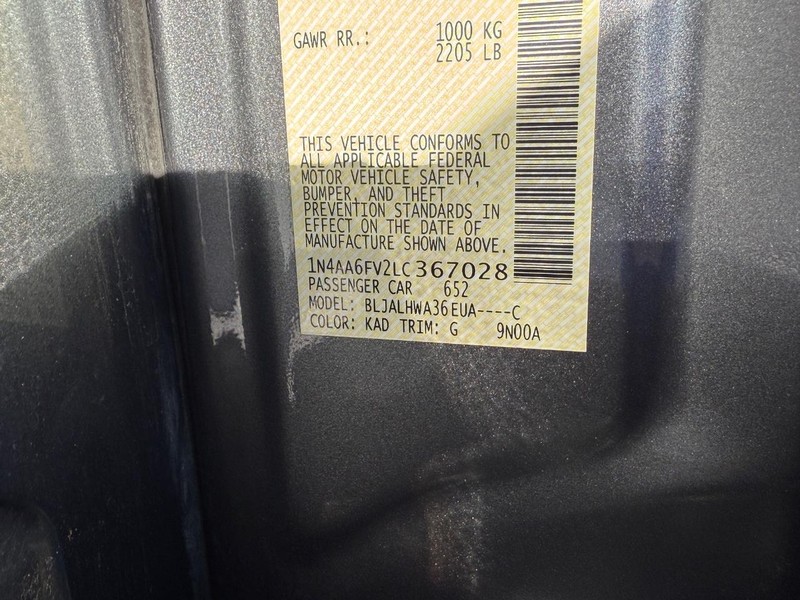 GAWR RR.: 1000 KG
2205 LB
THIS VEHICLE CONFORMS TO
ALL APPLICABLE FEDERAL
MOTOR VEHICLE SAFETY,
BUMPER, AND THEFT
PREVENTION STANDARDS IN
EFFECT ON THE DATE OF
MANUFACTURE SHOWN ABOVE.
1N4AA6FV2LC367028
PASSENGER CAR 652
MODEL: BLJALHWA36EUA----C
COLOR: KAD TRIM: G 9N00A